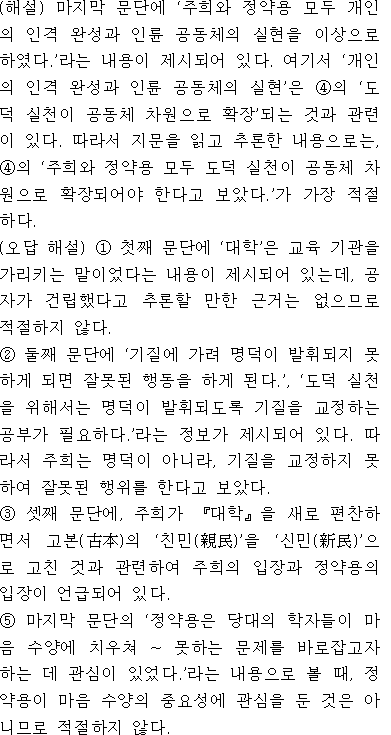 (해설) 마지막 문단에 ‘주희와 정약용 모두 개인
의 인격 완성과 인륜 공동체의 실현을 이상으로
하였다.’라는 내용이 제시되어 있다. 여기서 ‘개인
의 인격 완성과 인륜 공동체의 실현’은 ④의 ‘도
덕 실천이 공동체 차원으로 확장’되는 것과 관련
이 있다. 따라서 지문을 읽고 추론한 내용으로는,
④의 ‘주희와 정약용 모두 도덕 실천이 공동체 차
원으로 확장되어야 한다고 보았다.’가 가장 적절
하다.
(오답 해설) ① 첫째 문단에 ‘대학’은 교육 기관을
가리키는 말이었다는 내용이 제시되어 있는데, 공
자가 건립했다고 추론할 만한 근거는 없으므로
적절하지 않다.
② 둘째 문단에 ‘기질에 가려 명덕이 발휘되지 못
하게 되면 잘못된 행동을 하게 된다.’, ‘도덕 실천
을 위해서는 명덕이 발휘되도록 기질을 교정하는
공부가 필요하다.’라는 정보가 제시되어 있다. 따
라서 주희는 명덕이 아니라, 기질을 교정하지 못
하여 잘못된 행위를 한다고 보았다.
③ 셋째 문단에, 주희가 『대학』을 새로 편찬하
면서 고본(古本)의 ‘친민(親民)’을 ‘신민(新民)’으
로 고친 것과 관련하여 주희의 입장과 정약용의
입장이 언급되어 있다.
⑤ 마지막 문단의 ‘정약용은 당대의 학자들이 마
음 수양에 치우쳐 ~ 못하는 문제를 바로잡고자
하는 데 관심이 있었다.’라는 내용으로 볼 때, 정
약용이 마음 수양의 중요성에 관심을 둔 것은 아
니므로 적절하지 않다.